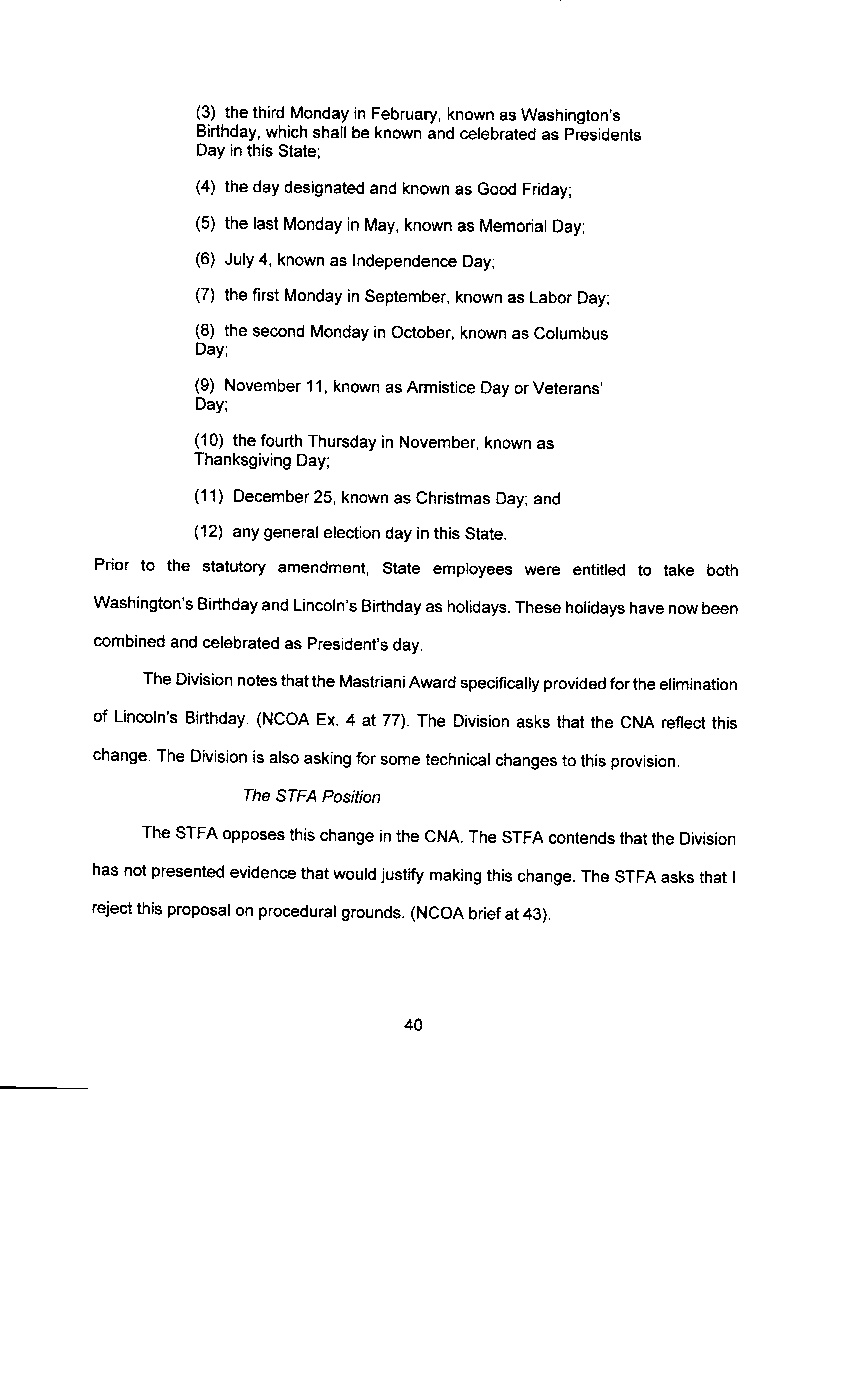 (3) the third Monday in February, known as Washington's
Birthday, which shall be known and celebrated as Presidents
Day in this State;
(4) the day designated and known as Good Friday;
(5) the last Monday in May, known as Memorial Day;
(6) July 4, known as Independence Day;
(7) the first Monday in September, known as Labor Day;
(8) the second Monday in October, known as Columbus
Day;
(9) November 11, known as Armistice Day or Veterans'
Day;
(10) the fourth Thursday in November, known as
Thanksgiving Day;
(11) December 25, known as Christmas Day; and
(12) any general election day in this State.
Prior to the statutory amendment, State employees were entitled to take both
Washington's Birthday and Lincoln's Birthday as holidays. These holidays have now been
combined and celebrated as President's day.
The Division notes that the Mastriani Award specifically provided for the elimination
of Lincoln's Birthday. (NCOA Ex. 4 at 77). The Division asks that the CNA reflect this
change. The Division is also asking for some technical changes to this provision.
The STFA Position
The STFA opposes this change in the CNA. The STFA contends that the Division
has not presented evidence that would justify making this change. The STFA asks that I
reject this proposal on procedural grounds. (NCOA brief at 43).
40